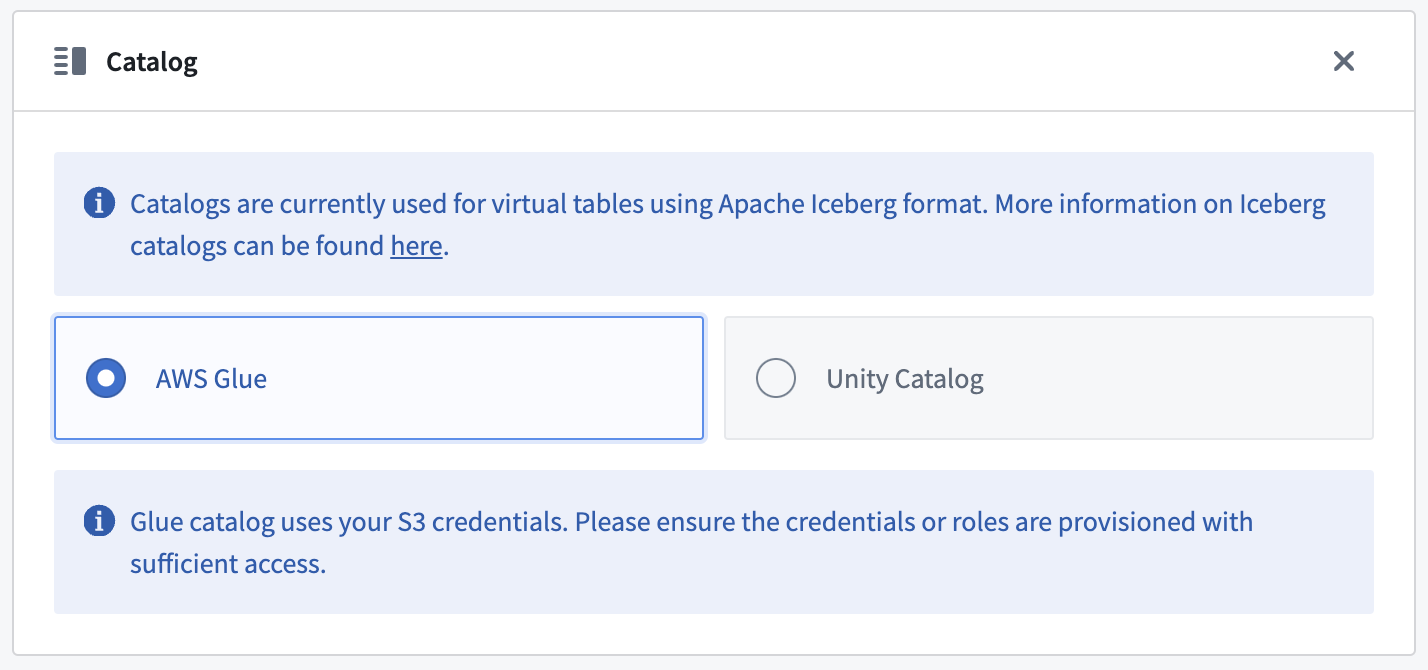 Catalog
Catalogs are currently used for virtual tables using Apache Iceberg format. More information on Iceberg
catalogs can be found here.
AWS Glue
Unity Catalog
Glue catalog uses your S3 credentials. Please ensure the credentials or roles are provisioned with
sufficient access.